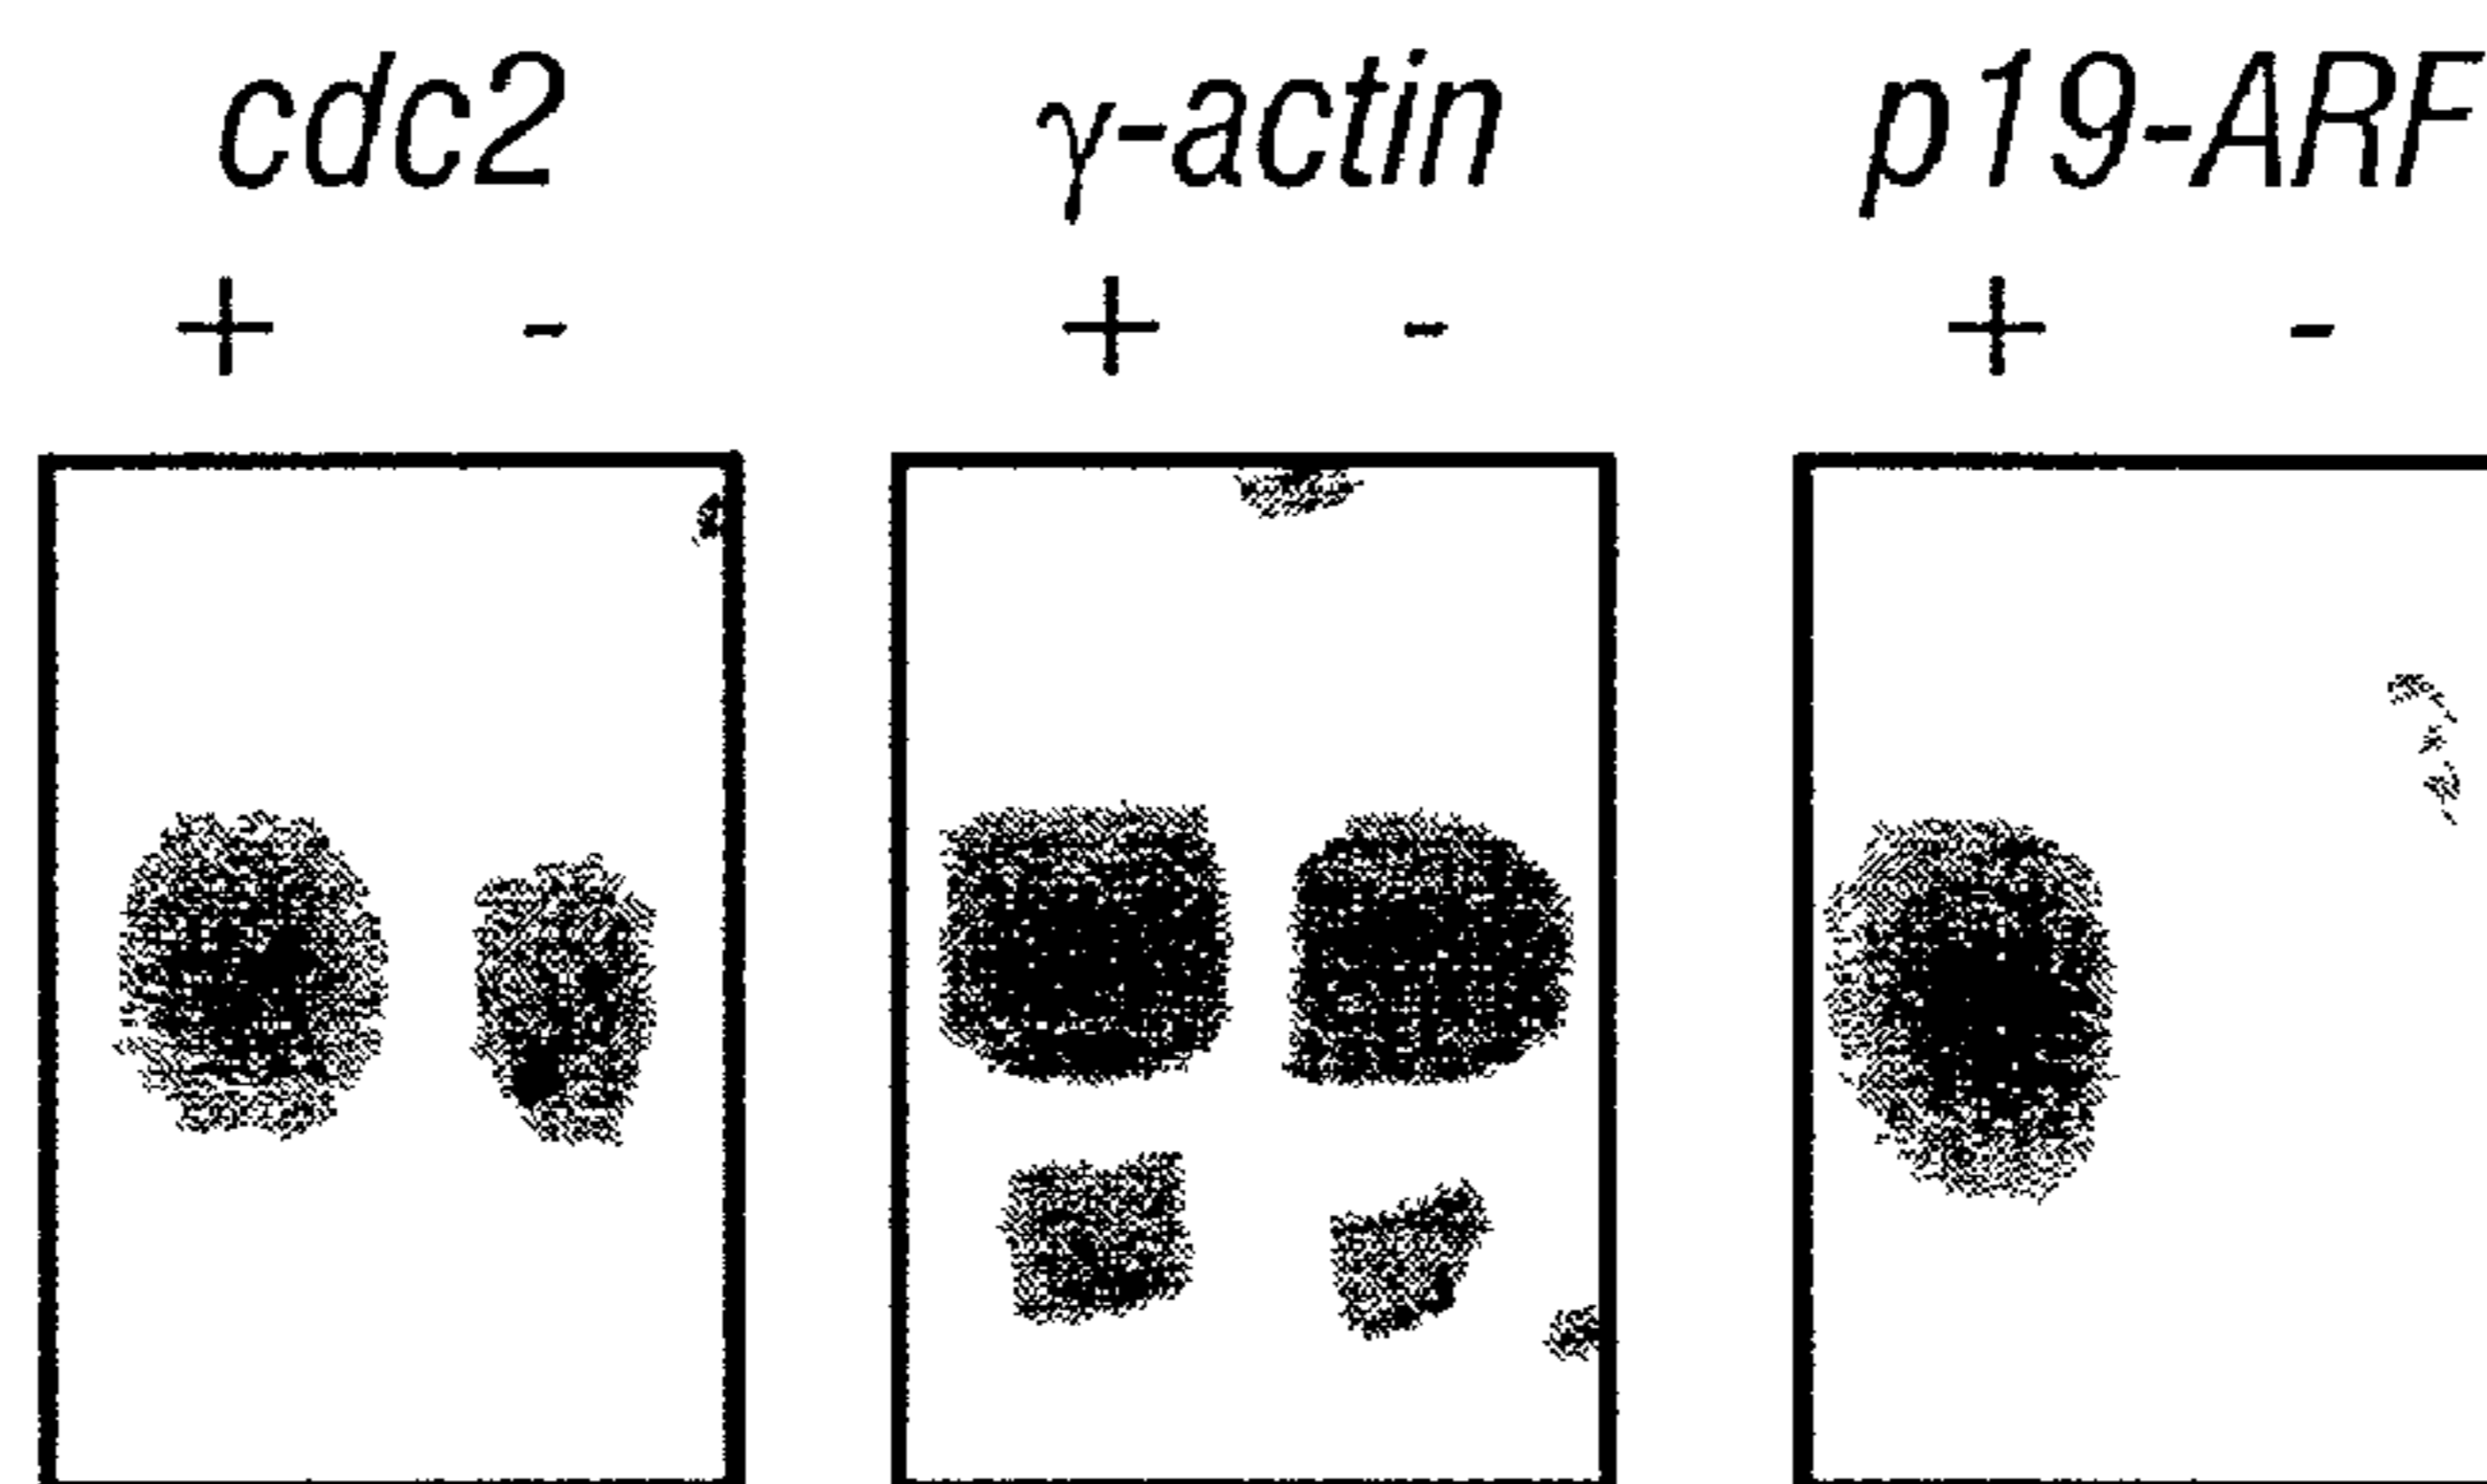 cdc2 γ-actin p19-ARF
+ - + - + -